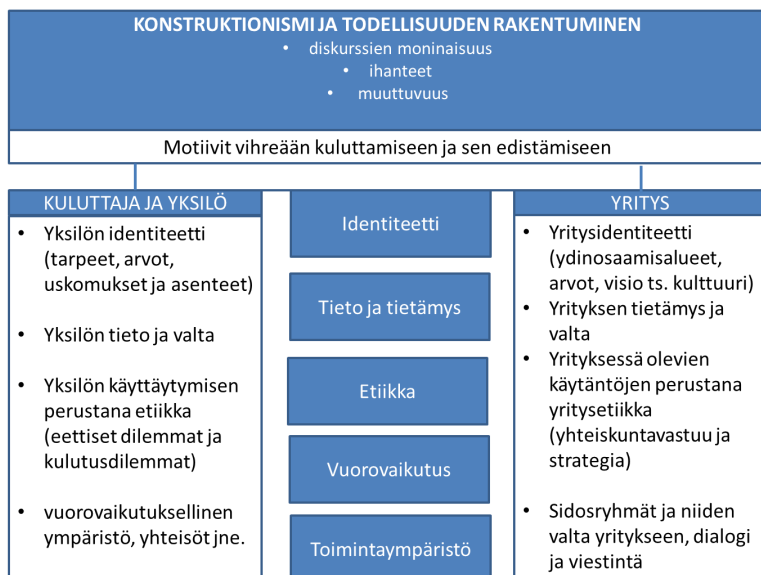 KONSTRUKTIONISMI JA TODELLISUUDEN RAKENTUMINEN
• diskurssien moninaisuus
• ihanteet
• muuttuvuus
Motiivit vihreään kuluttamiseen ja sen edistämiseen
KULUTTAJA JA YKSILÖ
• Yksilön identiteetti
(tarpeet, arvot,
uskomukset ja asenteet)
• Yksilön tieto ja valta
• Yksilön käyttäytymisen
perustana etiikka
(eettiset dilemmat ja
kulutusdilemmat)
• vuorovaikutuksellinen
ympäristö, yhteisöt jne.
Identiteetti
Tieto ja tietämys
Etiikka
Vuorovaikutus
Toimintaympäristö
YRITYS
• Yritysidentiteetti
(ydinosaamisalueet,
arvot, visio ts. kulttuuri)
• Yrityksen tietämys ja
valta
• Yrityksessä olevien
käytäntöjen perustana
yritysetiikka
(yhteiskuntavastuu ja
strategia)
• Sidosryhmät ja niiden
valta yritykseen, dialogi
ja viestintä